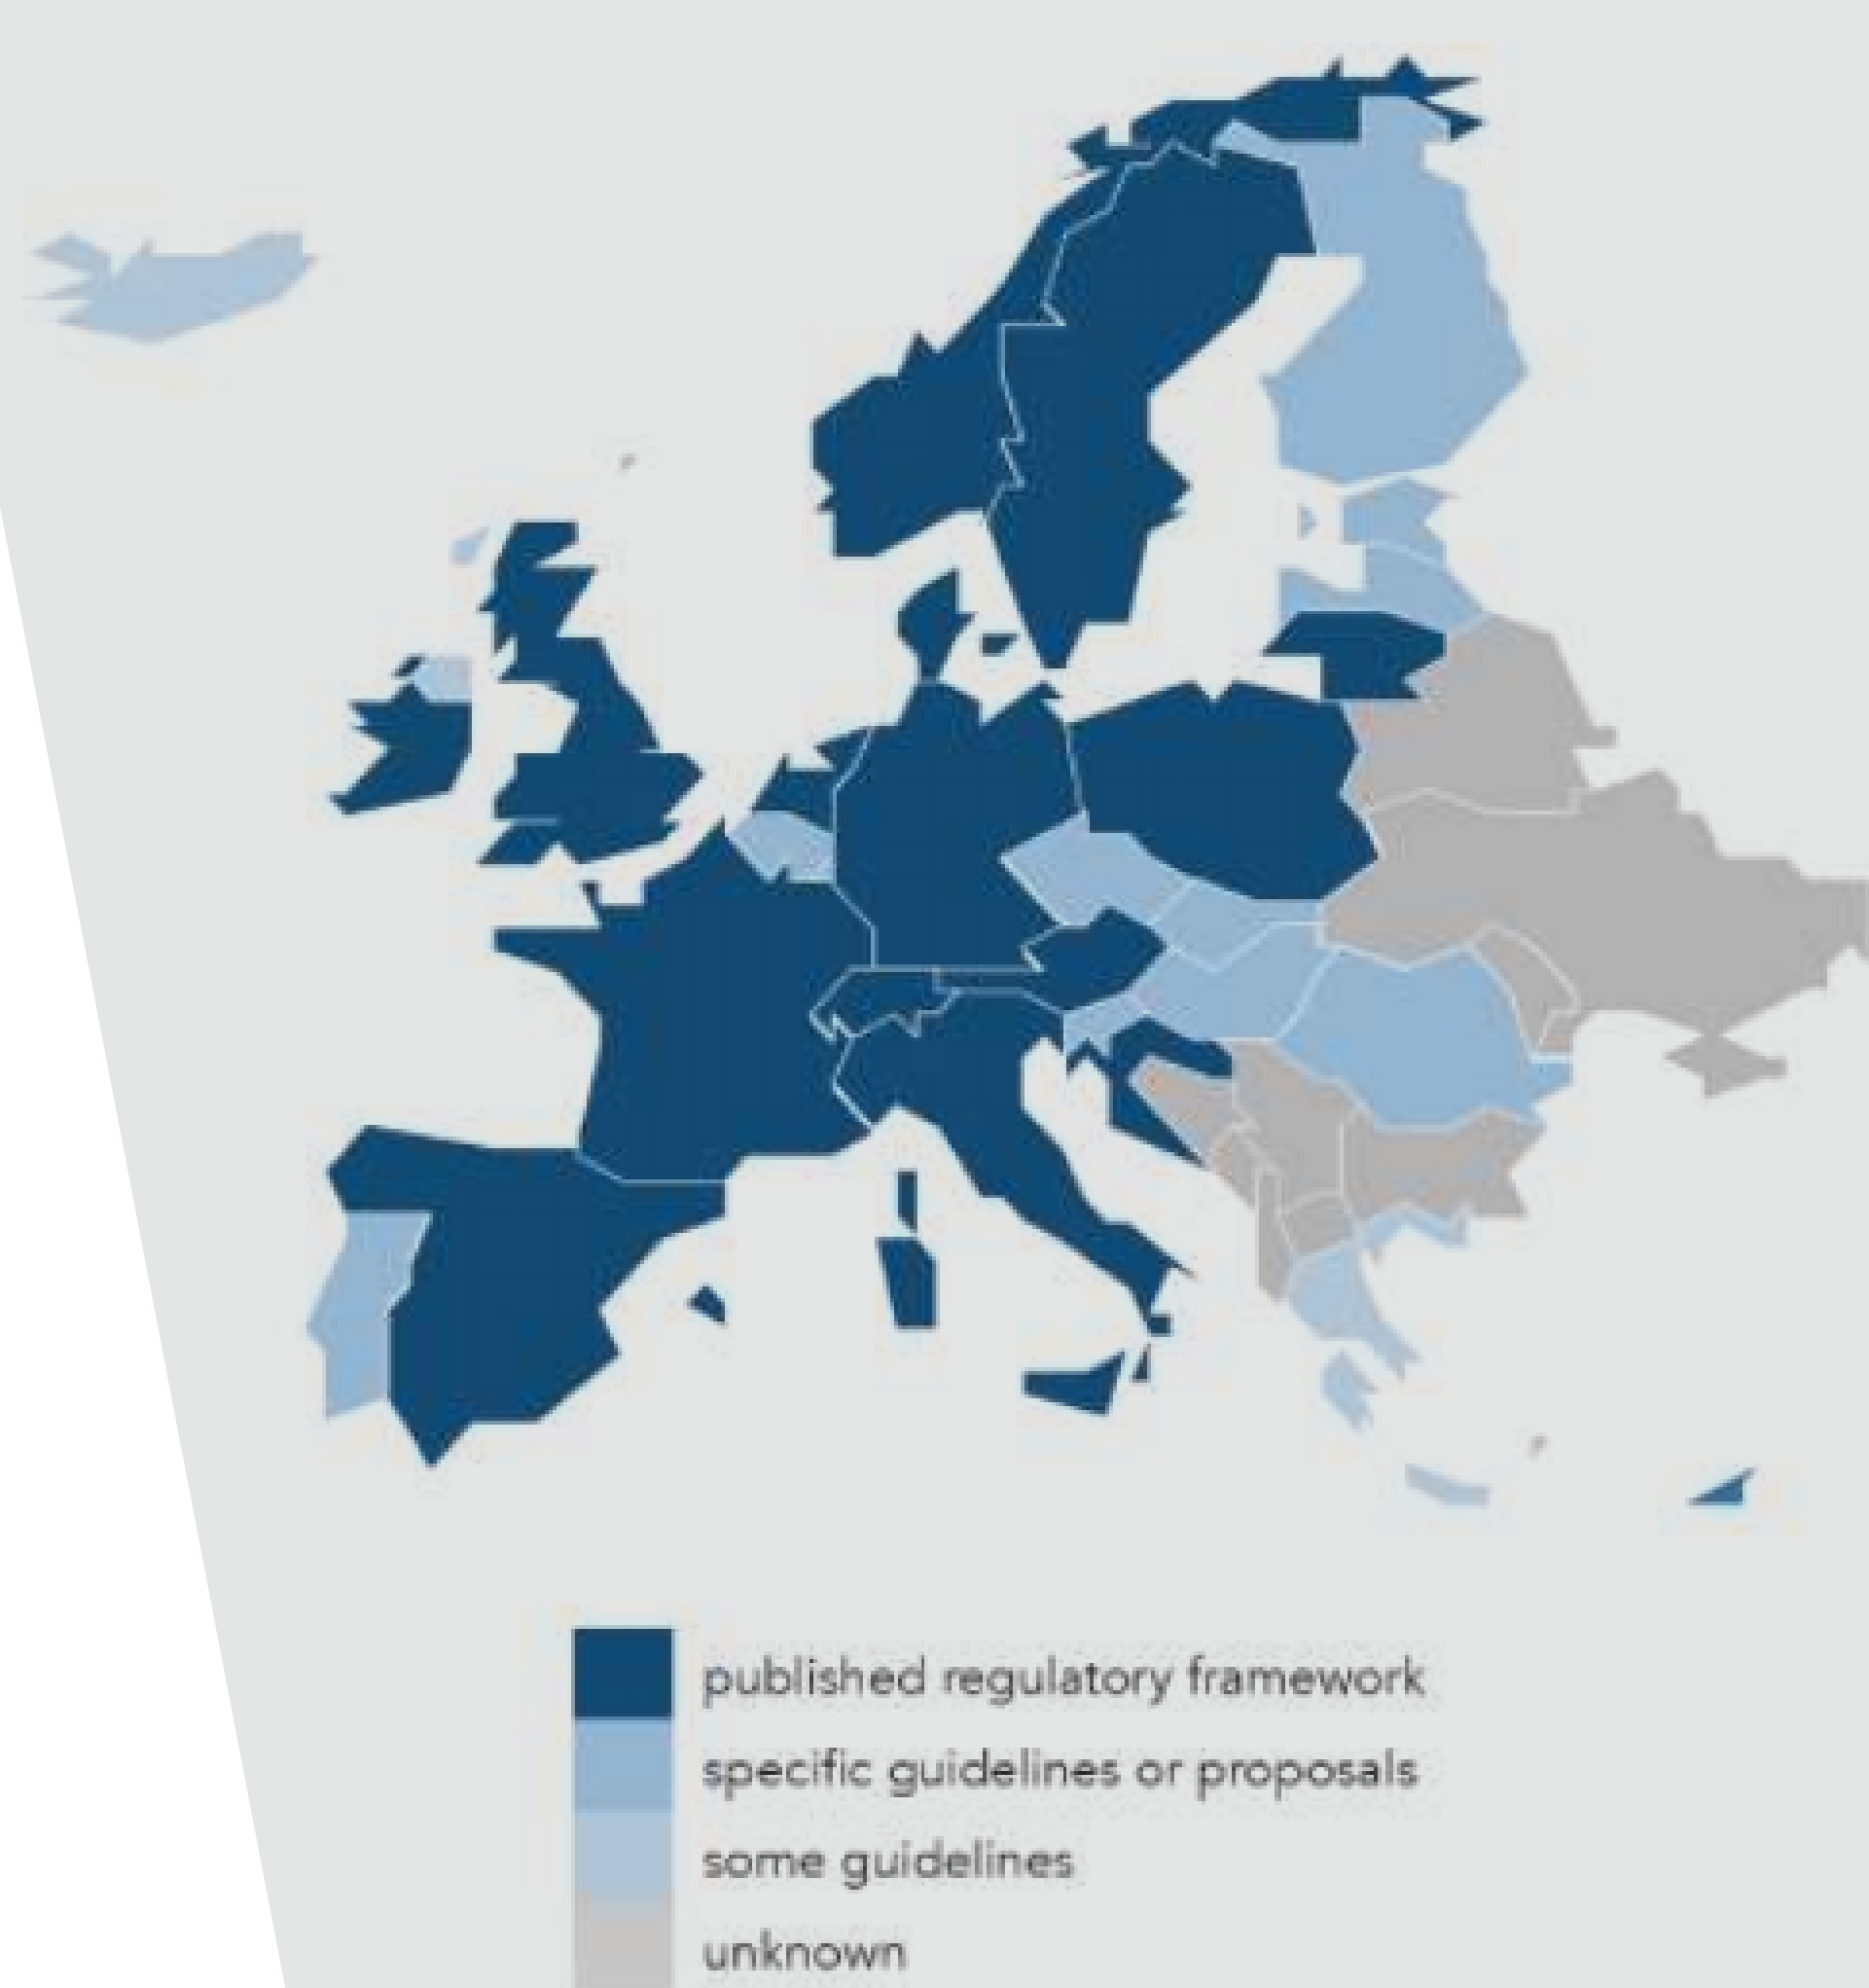 published regulatory framework
specific guidelines or proposals
some guidelines
unknown